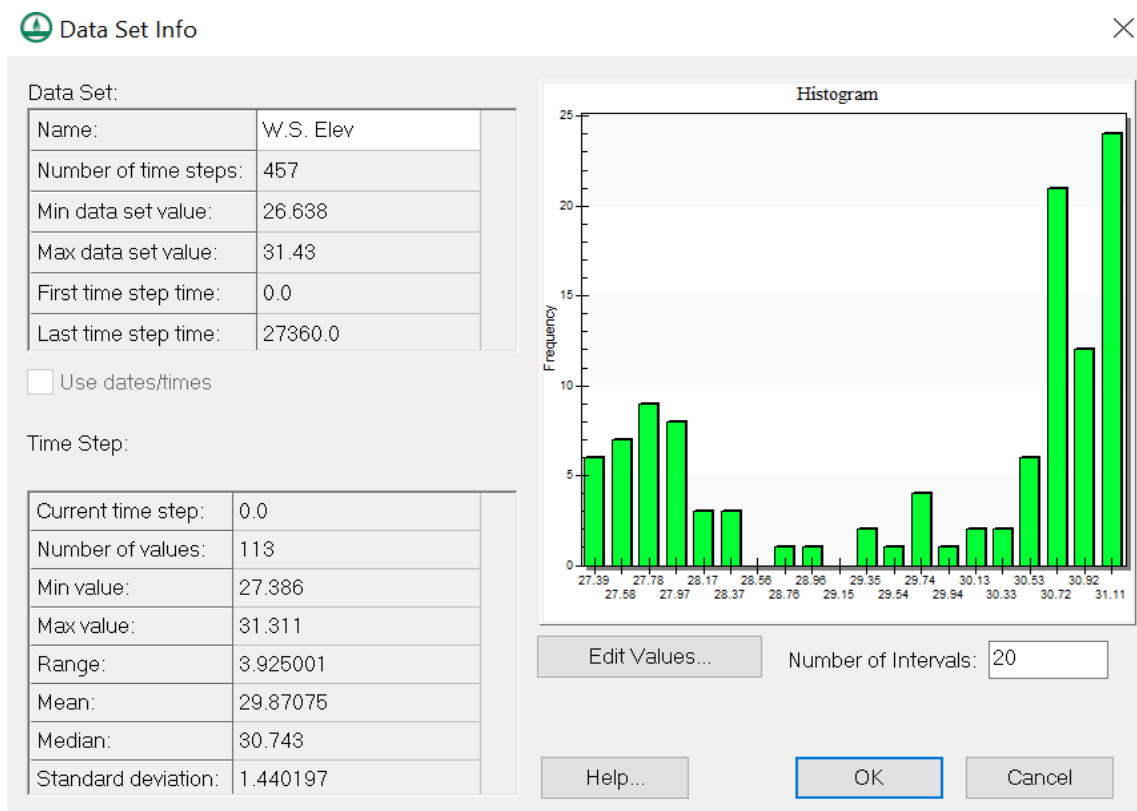 Data Set Info
Data Set:
Name: W.S. Elev
Number of time steps: 457
Min data set value: 26.638
Max data set value: 31.43
First time step time: 0.0
Last time step time: 27360.0
Use dates/times
Time Step:
Current time step: 0.0
Number of values: 113
Min value: 27.386
Max value: 31.311
Range: 3.925001
Mean: 29.87075
Median: 30.743
Standard deviation: 1.440197
Histogram
25
20
15
10
5
0
Frequency
27.39 27.78 28.17 28.56 28.96 29.35 29.74 30.13 30.53 30.92
27.58 27.97 28.37 28.76 29.15 29.54 29.94 30.33 30.72 31.11
Edit Values...
Number of Intervals: 20
Help...
OK
Cancel